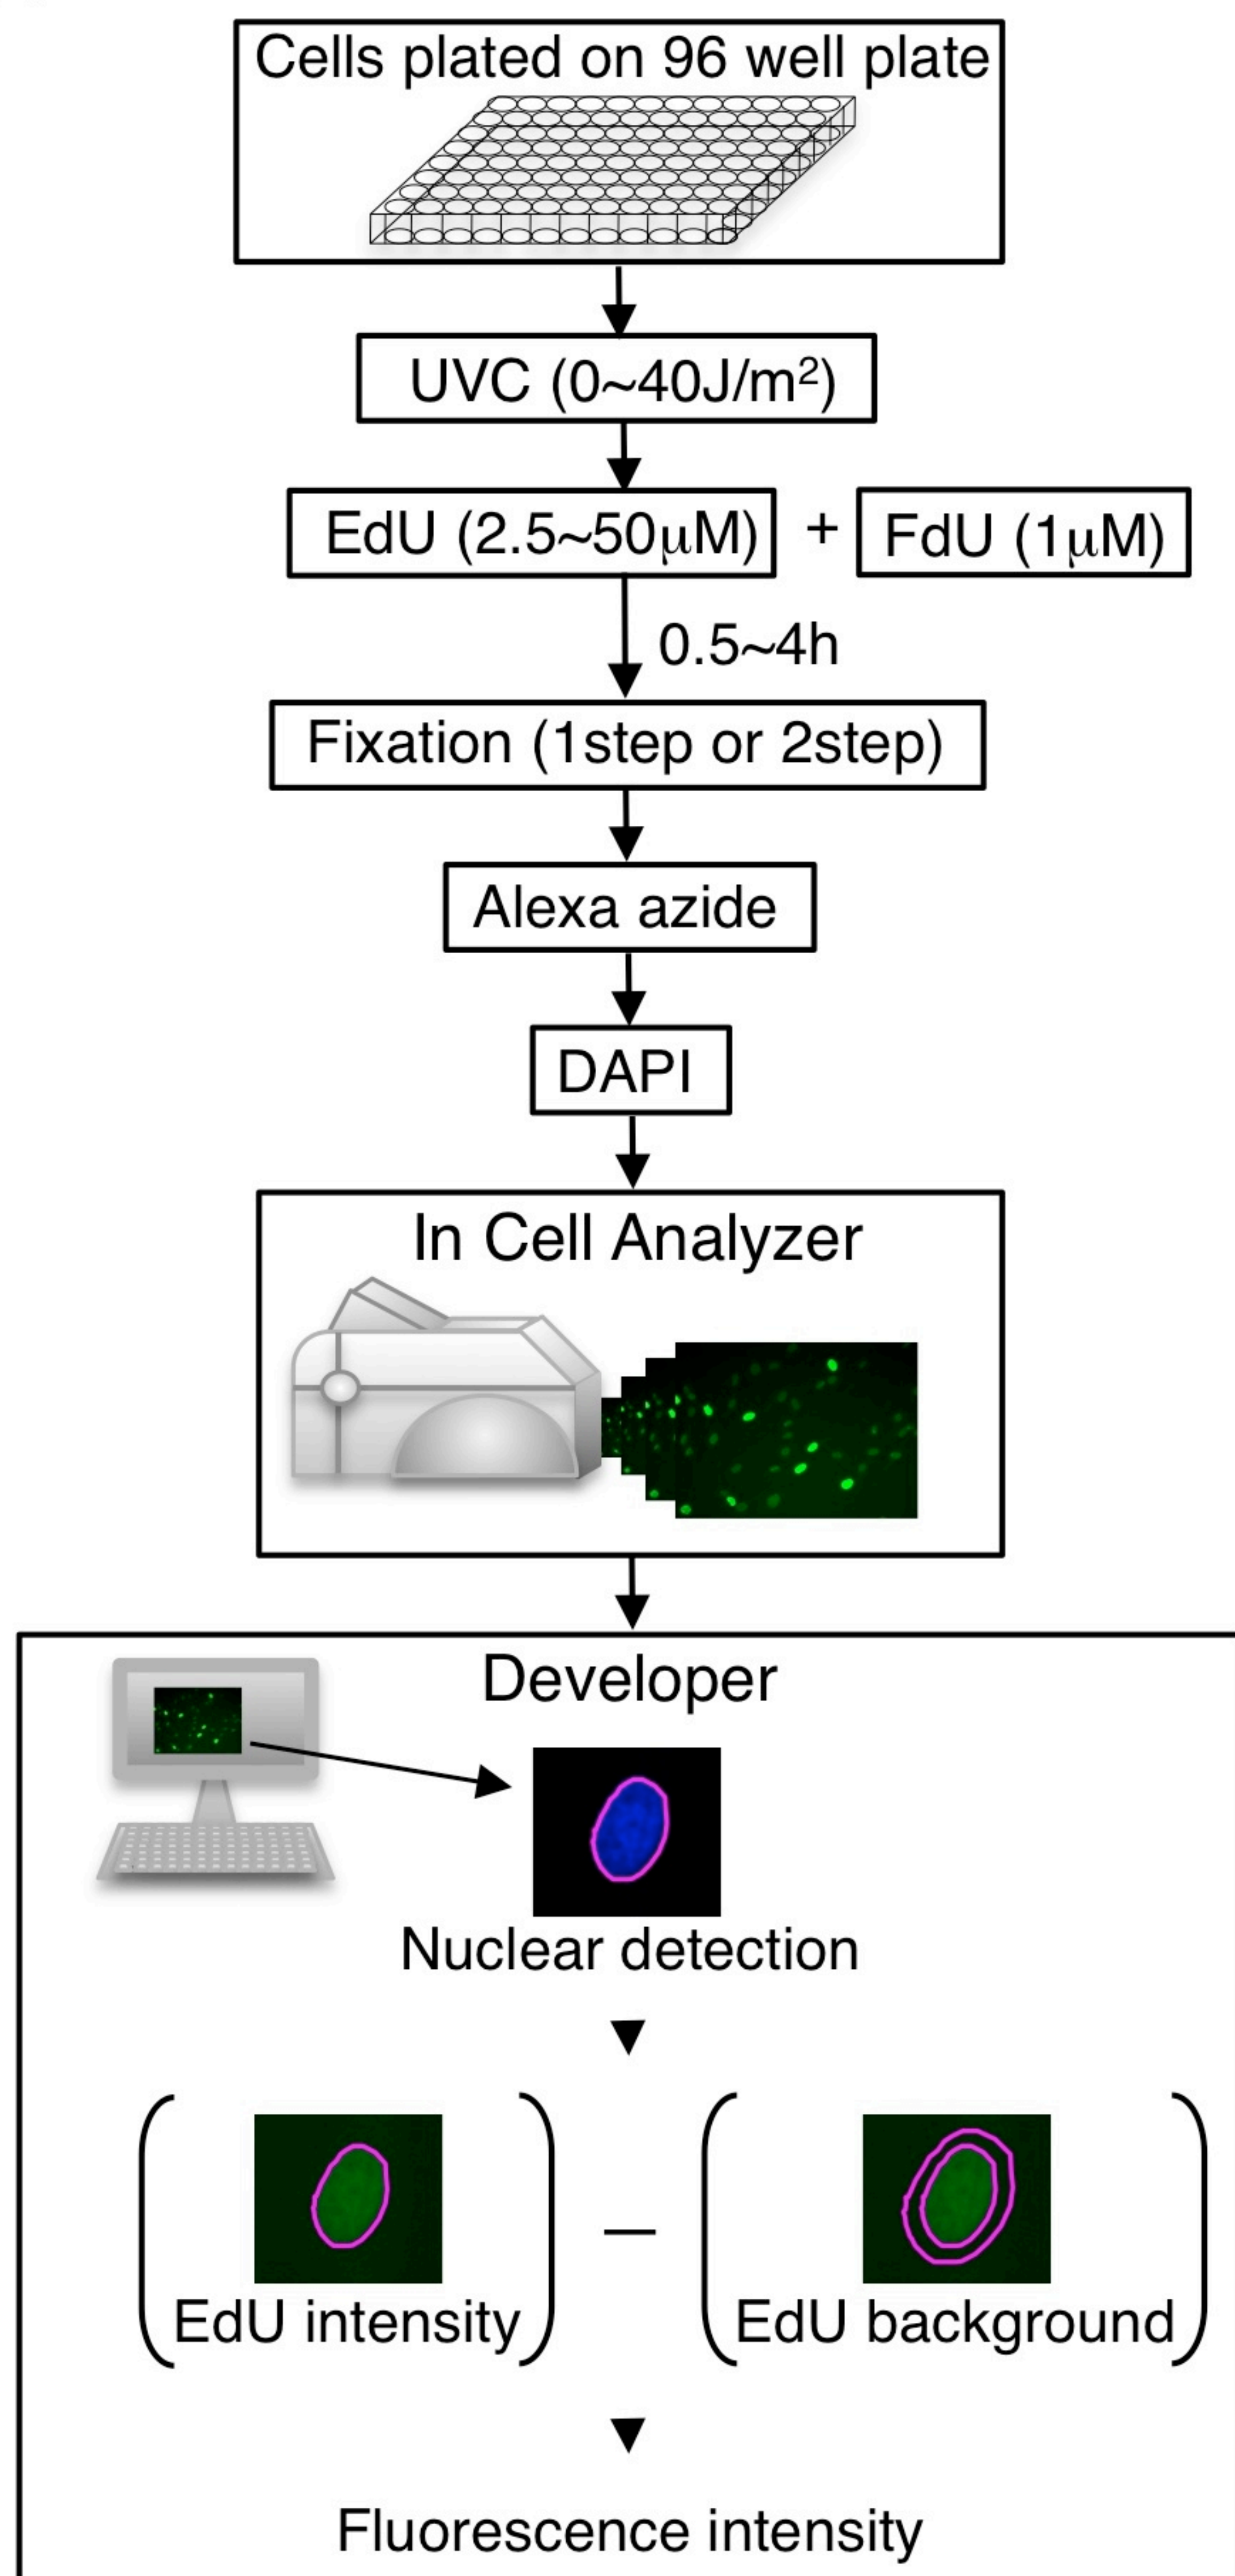 Cells plated on 96 well plate
UVC (0~40J/m²)
EdU (2.5~50μM) + FdU (1μM)
0.5~4h
Fixation (1step or 2step)
Alexa azide
DAPI
In Cell Analyzer
Developer
Nuclear detection
EdU intensity — EdU background
Fluorescence intensity